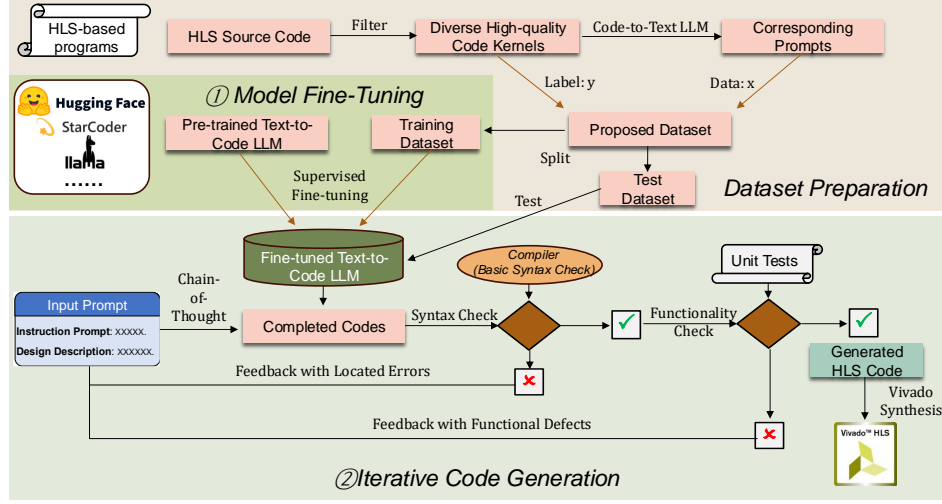 HLS-based
programs
HLS Source Code
Filter
Diverse High-quality
Code Kernels
Code-to-Text LLM
Corresponding
Prompts
Label: y
Data: x
① Model Fine-Tuning
Hugging Face
StarCoder
llama
......
Pre-trained Text-to-
Code LLM
Training
Dataset
Proposed Dataset
Split
Supervised
Fine-tuning
Test
Dataset
Dataset Preparation
Test
Fine-tuned Text-to-
Code LLM
Compiler
(Basic Syntax Check)
Unit Tests
Input Prompt
Instruction Prompt: XXXXX.
Design Description: XXXXXX.
Chain-
of-
Thought
Completed Codes
Syntax Check
Functionality
Check
Generated
HLS Code
Feedback with Located Errors
Vivado
Synthesis
Feedback with Functional Defects
Vivado™ HLS
②Iterative Code Generation